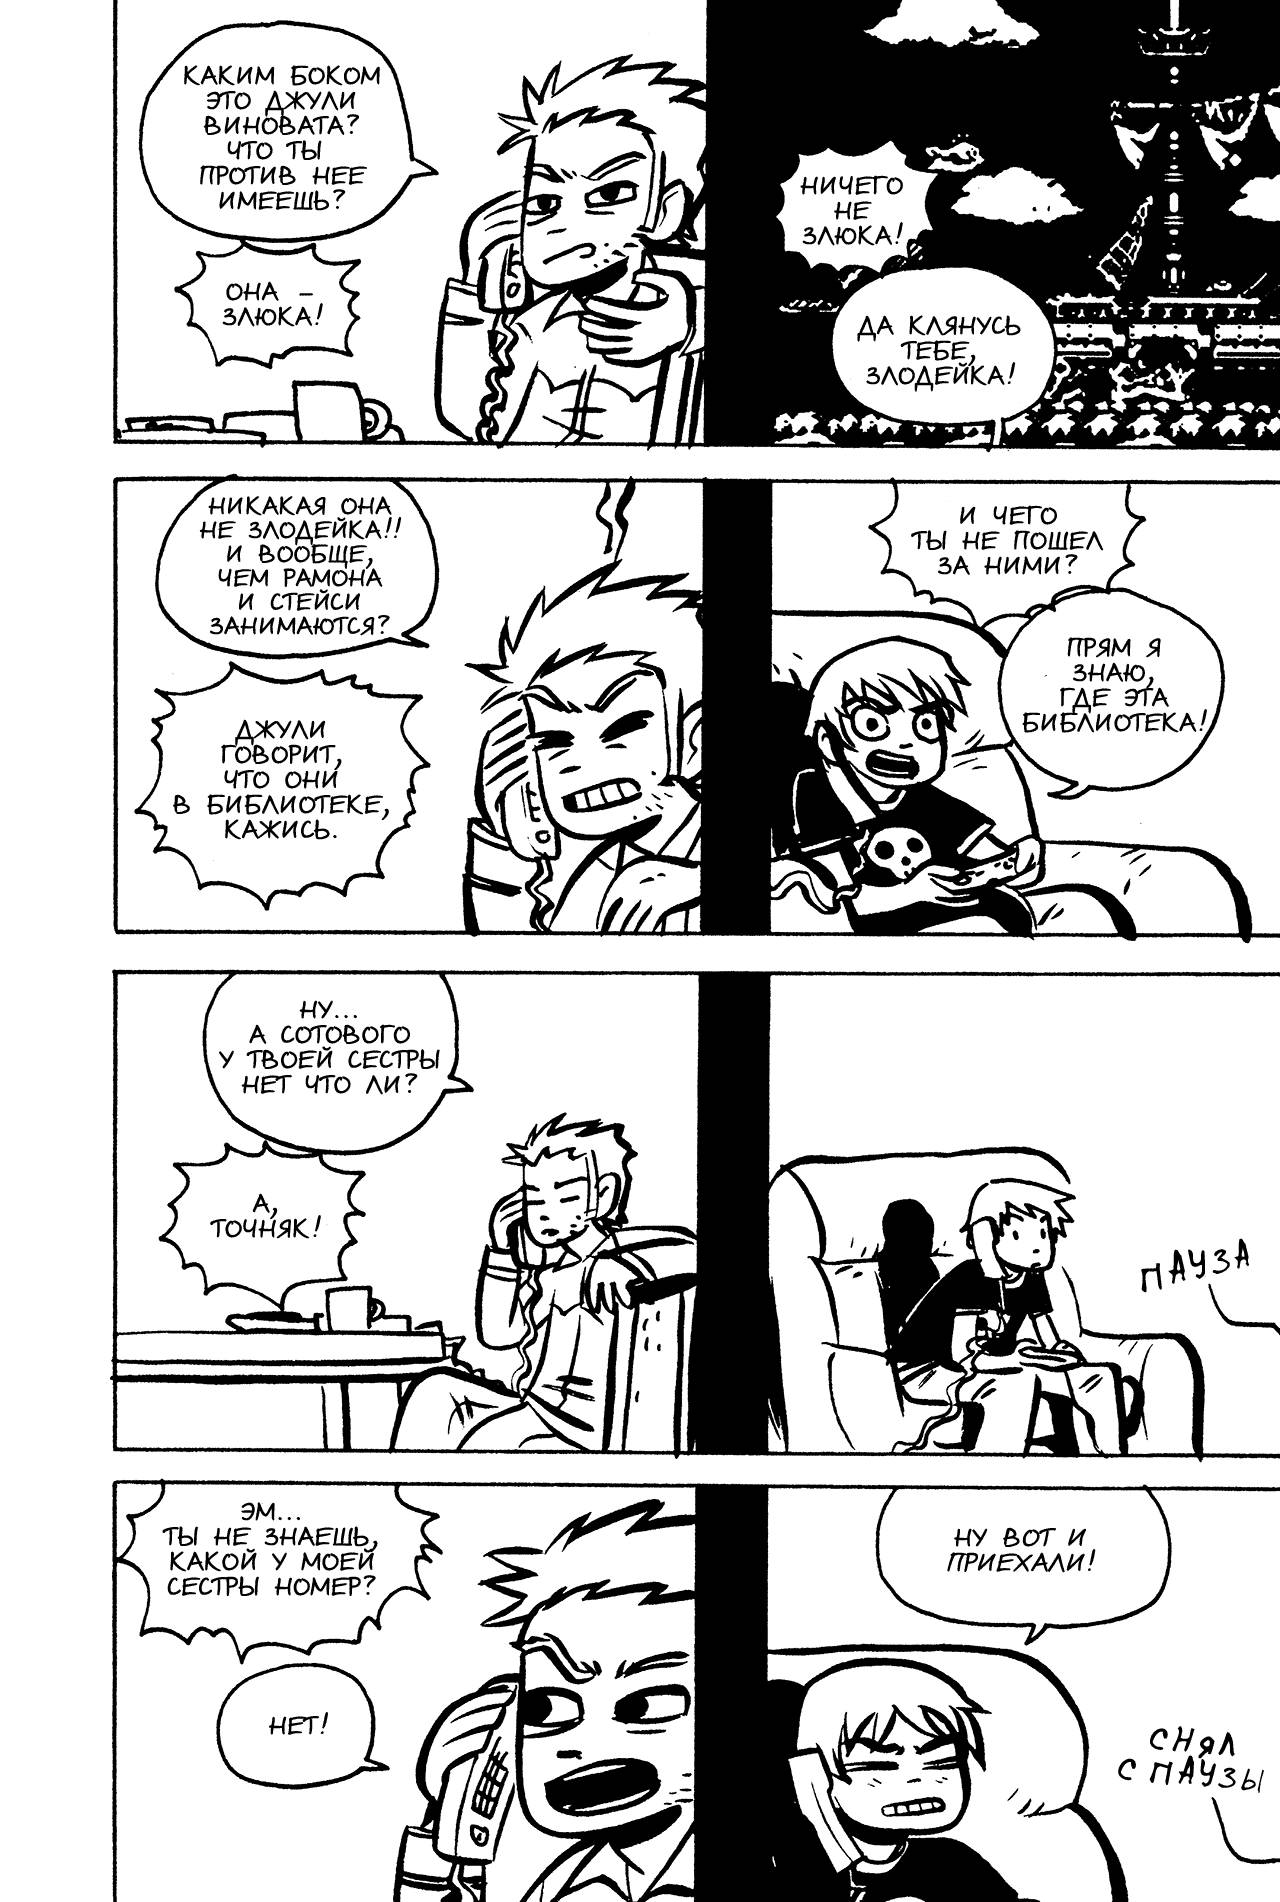 КАКИМ БОКОМ
ЭТО ДЖУЛИ
ВИНОВАТА?
ЧТО ТЫ
ПРОТИВ НЕЕ
ИМЕЕШЬ?
ОНА –
ЗЛЮКА!
НИЧЕГО
НЕ
ЗЛЮКА!
ДА КЛЯНУСЬ
ТЕБЕ,
ЗЛОДЕЙКА!
НИКАКАЯ ОНА
НЕ ЗЛОДЕЙКА!!
И ВООБЩЕ,
ЧЕМ РАМОНА
И СТЕЙСИ
ЗАНИМАЮТСЯ?
ДЖУЛИ
ГОВОРИТ,
ЧТО ОНИ
В БИБЛИОТЕКЕ,
КАЖИСЬ.
И ЧЕГО
ТЫ НЕ ПОШЕЛ
ЗА НИМИ?
ПРЯМ Я
ЗНАЮ,
ГДЕ ЭТА
БИБЛИОТЕКА!
НУ...
А СОТОВОГО
У ТВОЕЙ СЕСТРЫ
НЕТ ЧТО ЛИ?
А,
ТОЧНЯК!
ПАУЗА
ЭМ...
ТЫ НЕ ЗНАЕШЬ,
КАКОЙ У МОЕЙ
СЕСТРЫ НОМЕР?
НЕТ!
НУ ВОТ И
ПРИЕХАЛИ!
СНЯЛ
С ПАУЗЫ